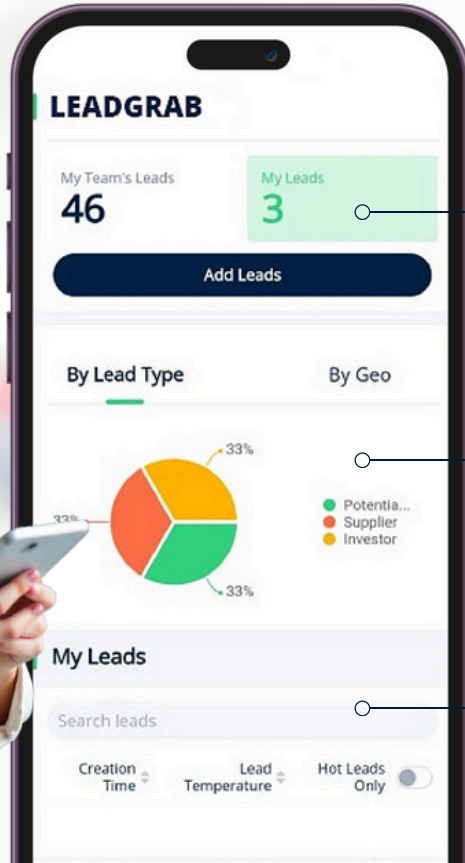 LEADGRAB
My Team's Leads
46
My Leads
3
Add Leads
By Lead Type
By Geo
33%
33%
33%
Potentia...
Supplier
Investor
My Leads
Search leads
Creation
Time
Lead
Temperature
Hot Leads
Only